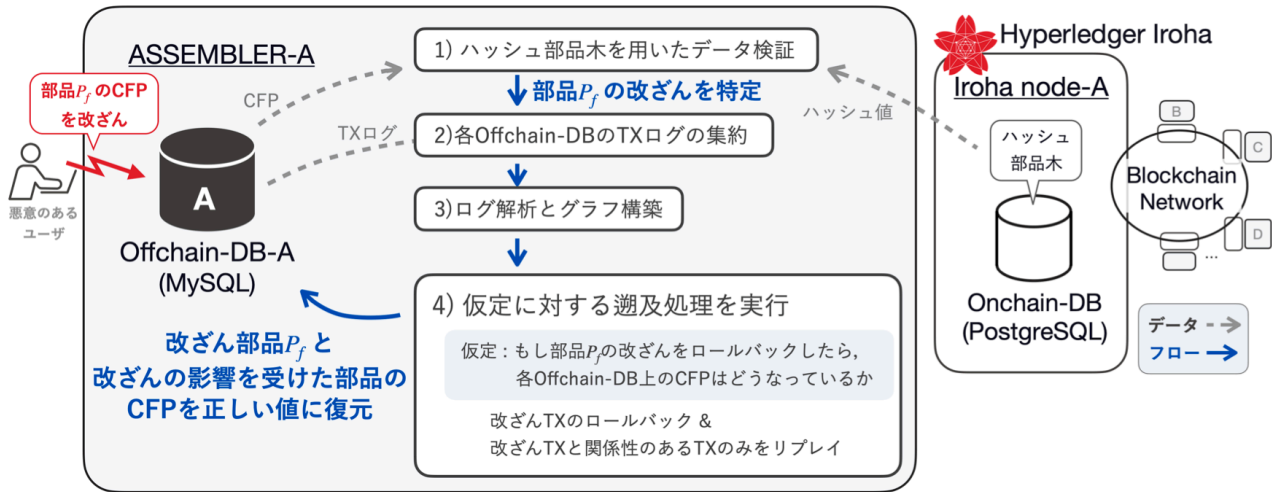 ASSEMBLER-A
部品PfのCFP
を改ざん
悪意のある
ユーザ
A
Offchain-DB-A
(MySQL)
CFP
TXログ
1) ハッシュ部品木を用いたデータ検証
部品Pf の改ざんを特定
2)各Offchain-DBのTXログの集約
3)ログ解析とグラフ構築
4) 仮定に対する遡及処理を実行
仮定 : もし部品Pfの改ざんをロールバックしたら,
各Offchain-DB上のCFPはどうなっているか
改ざんTXのロールバック &
改ざんTXと関係性のあるTXのみをリプレイ
改ざん部品Pf と
改ざんの影響を受けた部品の
CFPを正しい値に復元
ハッシュ値
Hyperledger Iroha
Iroha node-A
ハッシュ
部品木
Onchain-DB
(PostgreSQL)
B
C
Blockchain
Network
D
...
データ
フロー